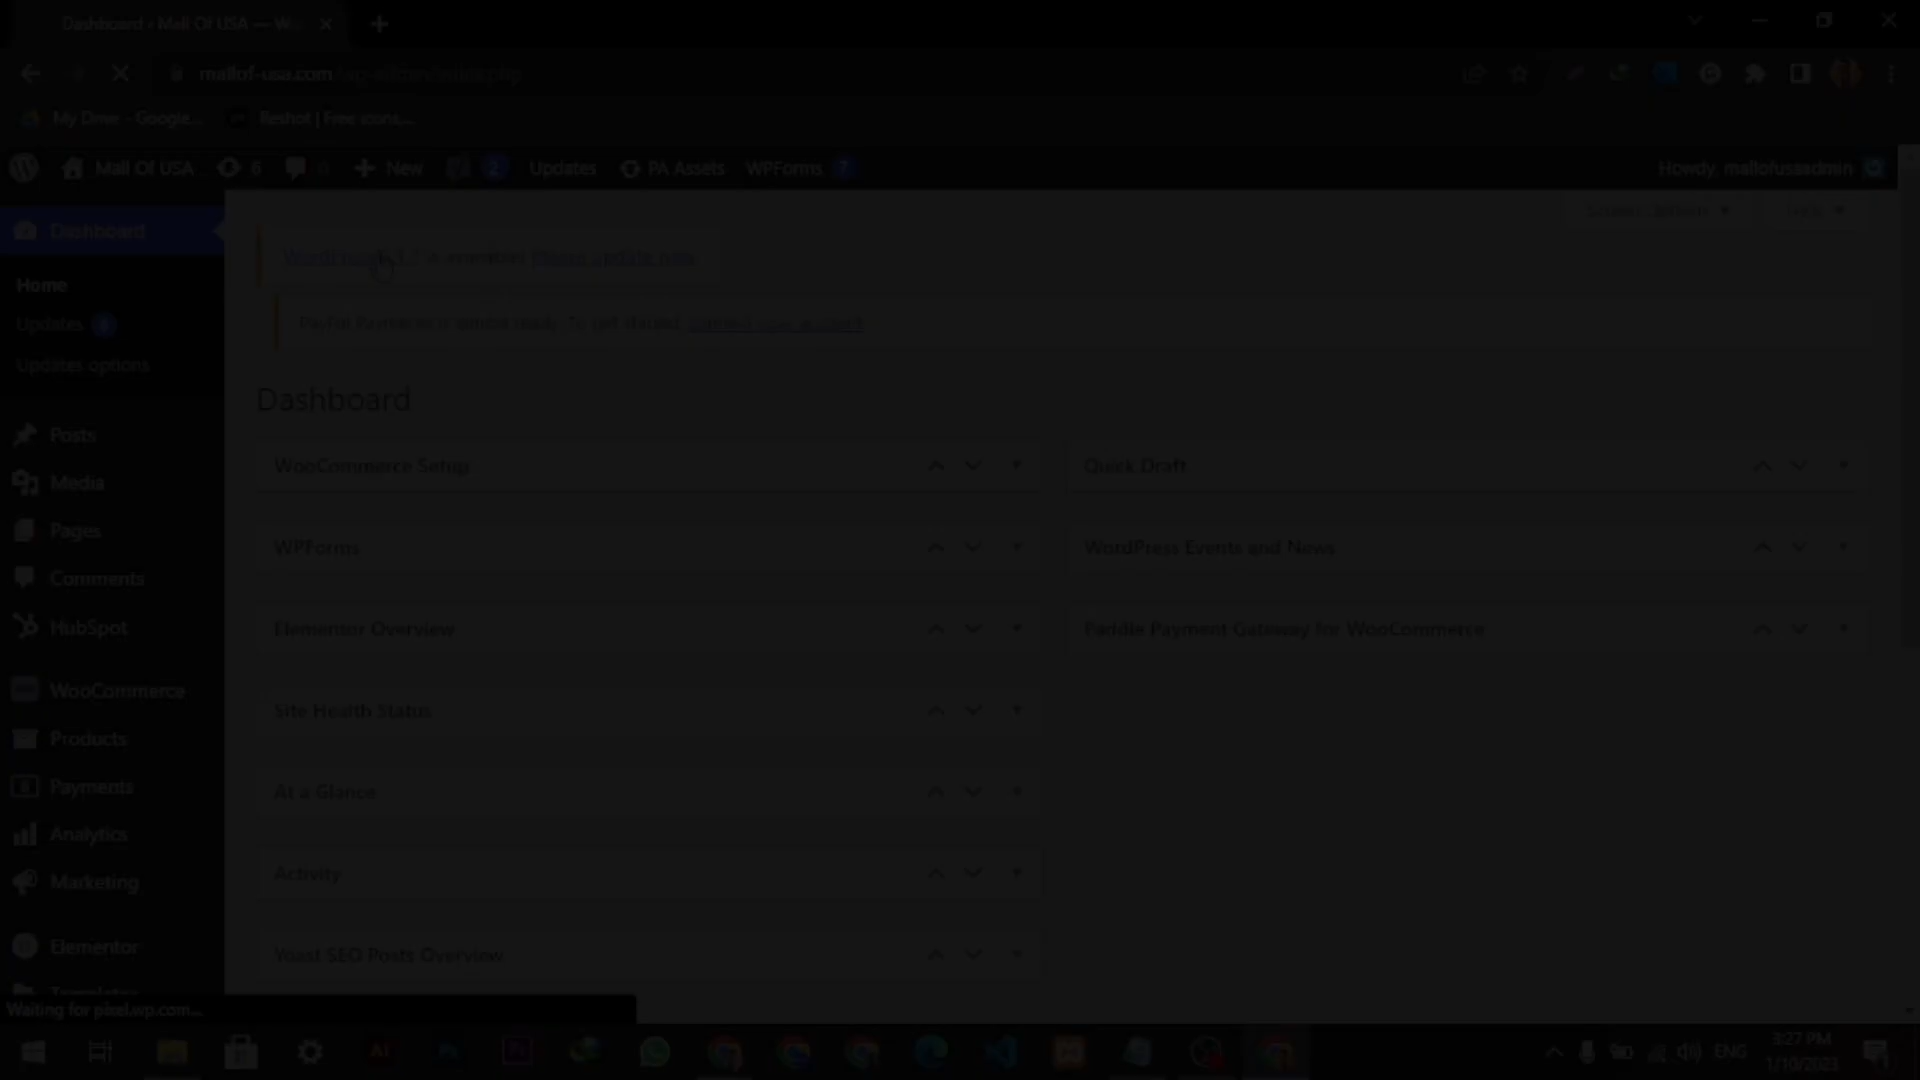 Dashboard ‹ Mall Of USA — W
mallof-usa.com/wp-admin/index.php
My Drive - Google...
Reshot | Free icons...
Mall Of USA
6
0
New
2
Updates
PA Assets
WPForms
7
Howdy, mallofusaadmin
Dashboard
Screen Options
Help
WordPress 6.1.1 is available! Please update now.
Home
Updates
Updates options
PayPal Payments is almost ready. To get started, connect your account
Dashboard
Posts
Media
Pages
Comments
HubSpot
WooCommerce
Products
Payments
Analytics
Marketing
Elementor
Templates
WooCommerce Setup
Quick Draft
WPForms
WordPress Events and News
Elementor Overview
Paddle Payment Gateway for WooCommerce
Site Health Status
At a Glance
Activity
Yoast SEO Posts Overview
Waiting for pixel.wp.com...
Ai
ENG
3:27 PM
1/10/2023